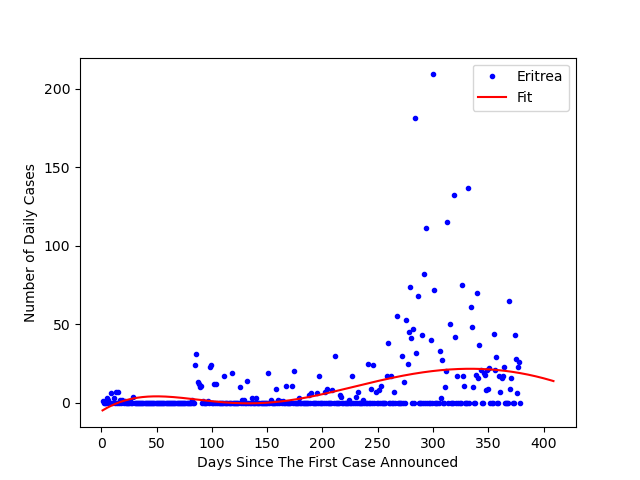 Eritrea
Fit
200
150
100
50
0
Number of Daily Cases
0 50 100 150 200 250 300 350 400
Days Since The First Case Announced